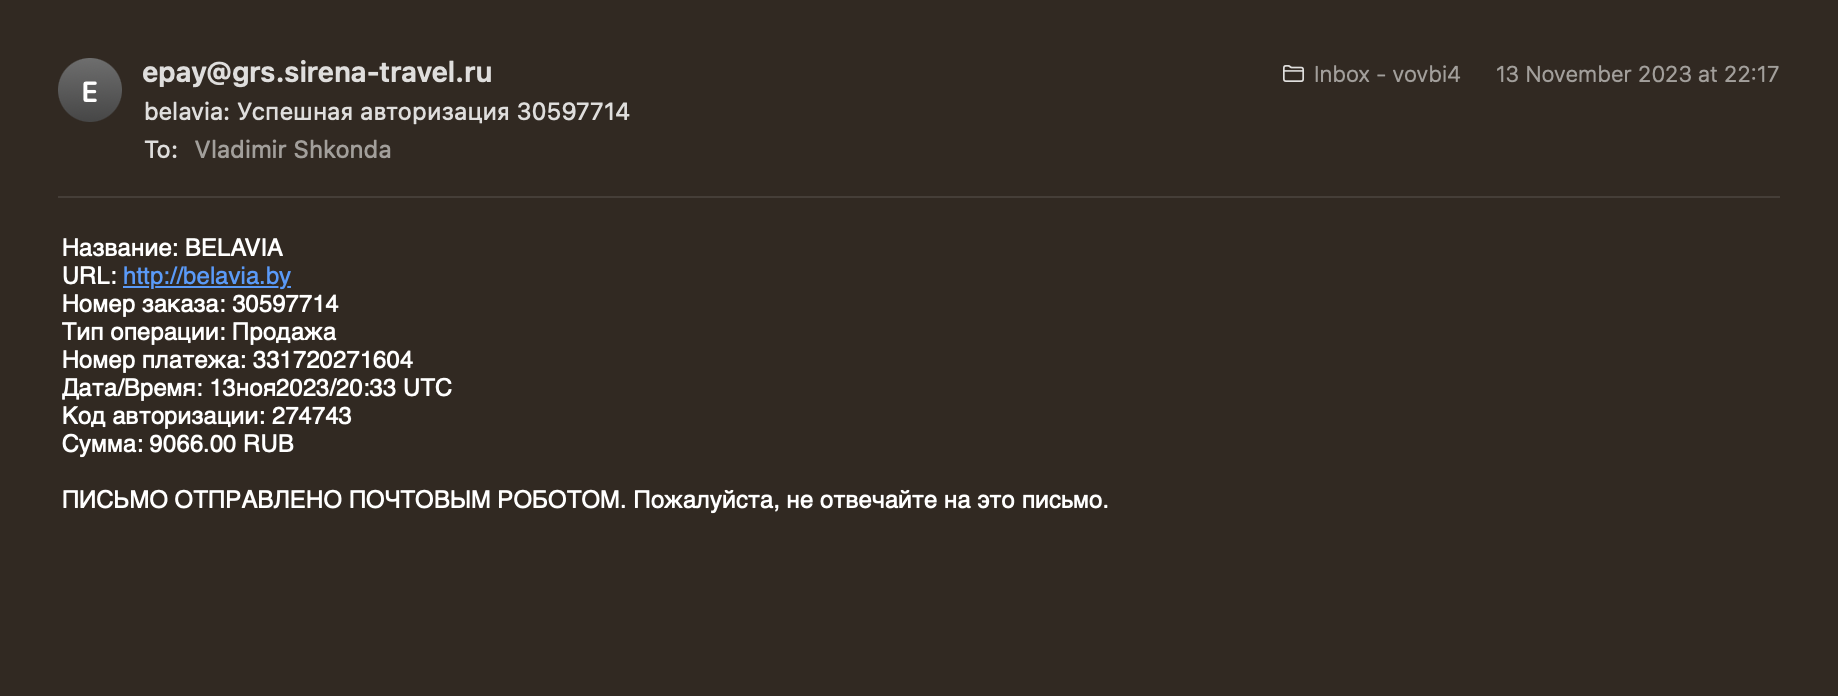 E
epay@grs.sirena-travel.ru
Inbox - vovbi4 13 November 2023 at 22:17
belavia: Успешная авторизация 30597714
To: Vladimir Shkonda
Название: BELAVIA
URL: http://belavia.by
Номер заказа: 30597714
Тип операции: Продажа
Номер платежа: 331720271604
Дата/Время: 13ноя2023/20:33 UTC
Код авторизации: 274743
Сумма: 9066.00 RUB
ПИСЬМО ОТПРАВЛЕНО ПОЧТОВЫМ РОБОТОМ. Пожалуйста, не отвечайте на это письмо.